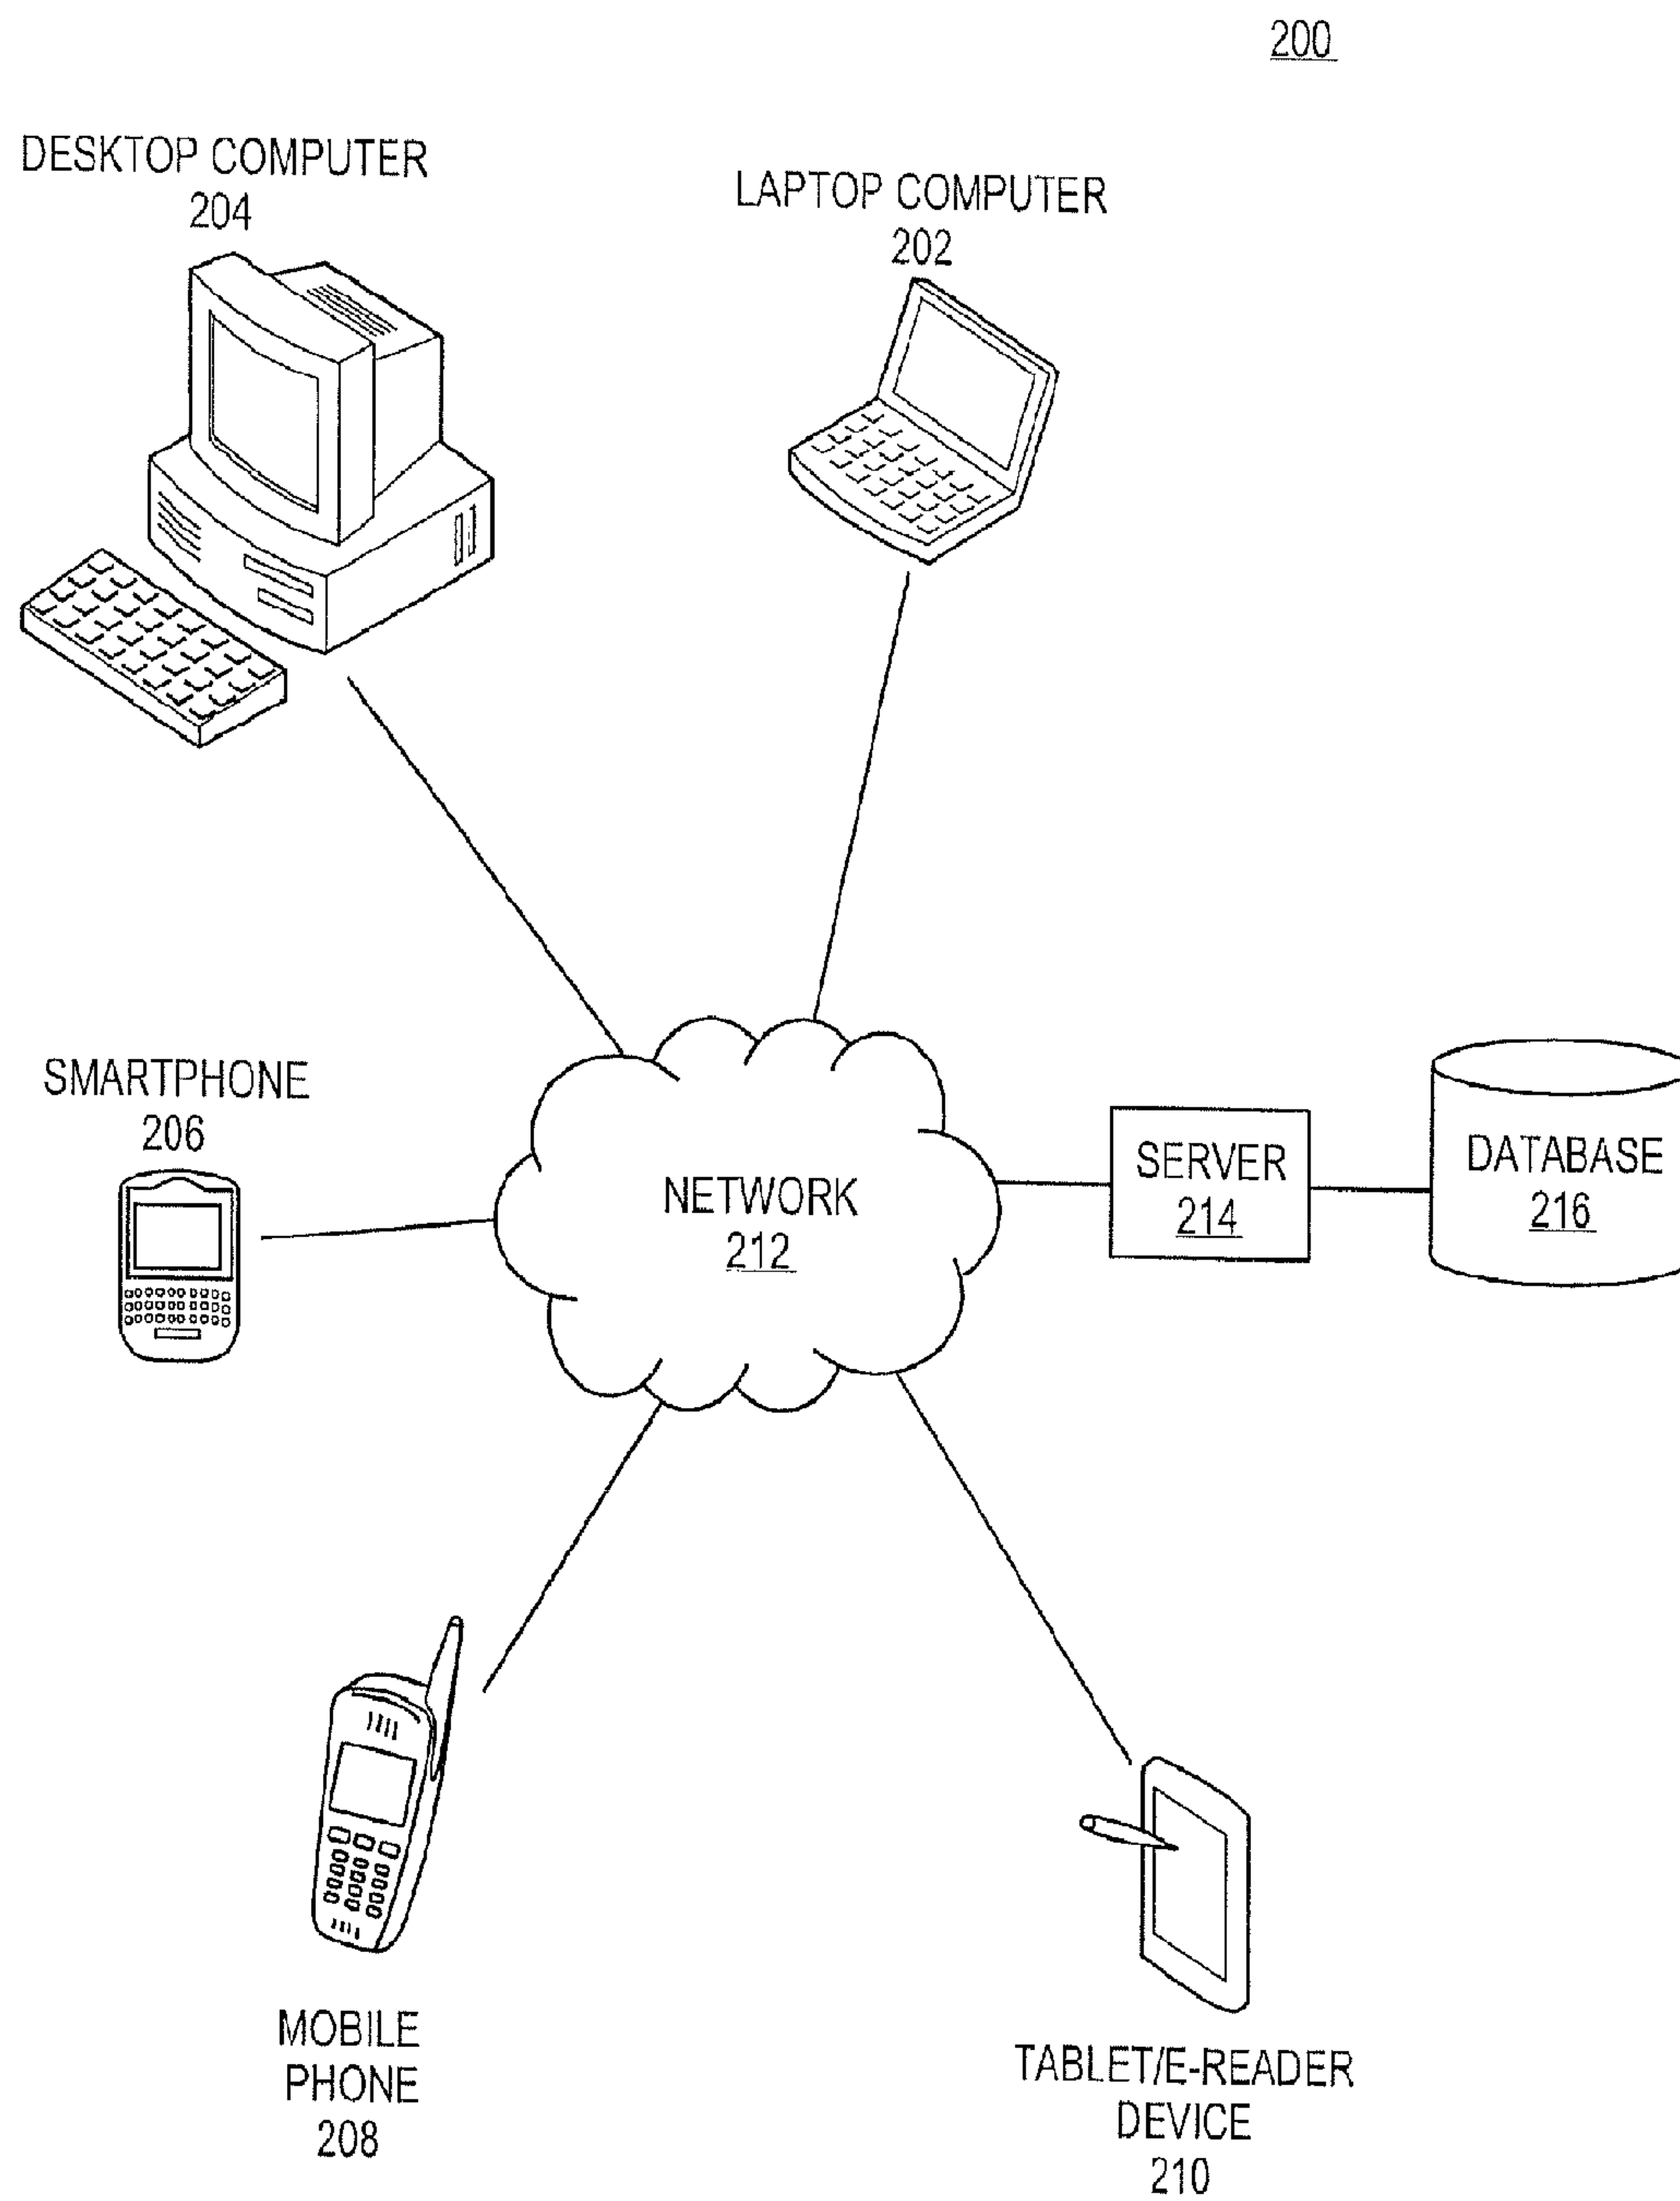 200
DESKTOP COMPUTER
204
LAPTOP COMPUTER
202
SMARTPHONE
206
NETWORK
212
SERVER
214
DATABASE
216
MOBILE
PHONE
208
TABLET/E-READER
DEVICE
210